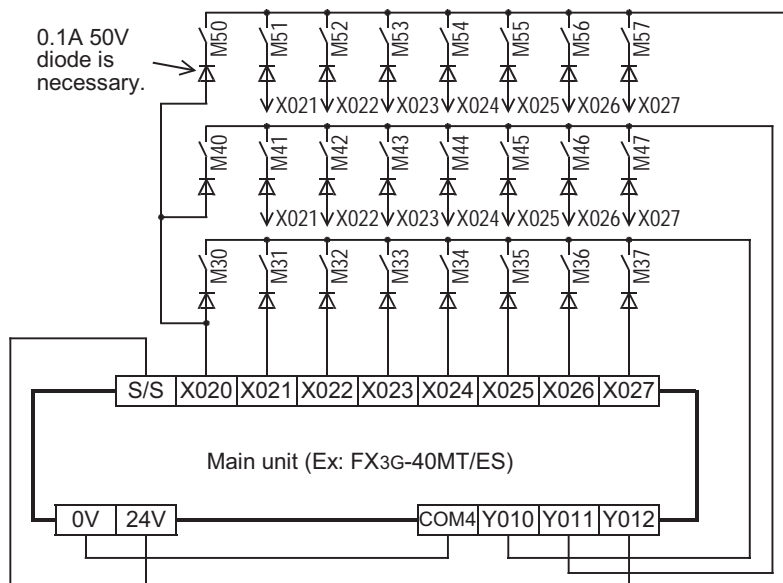 0.1A 50V
diode is
necessary.
M50 M51 M52 M53 M54 M55 M56 M57
X021 X022 X023 X024 X025 X026 X027
M40 M41 M42 M43 M44 M45 M46 M47
X021 X022 X023 X024 X025 X026 X027
M30 M31 M32 M33 M34 M35 M36 M37
S/S X020 X021 X022 X023 X024 X025 X026 X027
Main unit (Ex: FX3G-40MT/ES)
0V 24V COM4 Y010 Y011 Y012